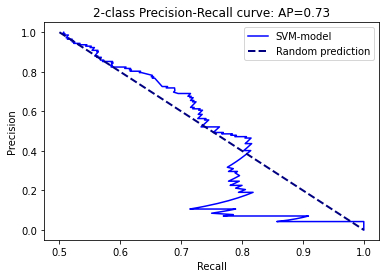 2-class Precision-Recall curve: AP=0.73
SVM-model
Random prediction
Precision
1.0
0.8
0.6
0.4
0.2
0.0
0.5
0.6
0.7
0.8
0.9
1.0
Recall